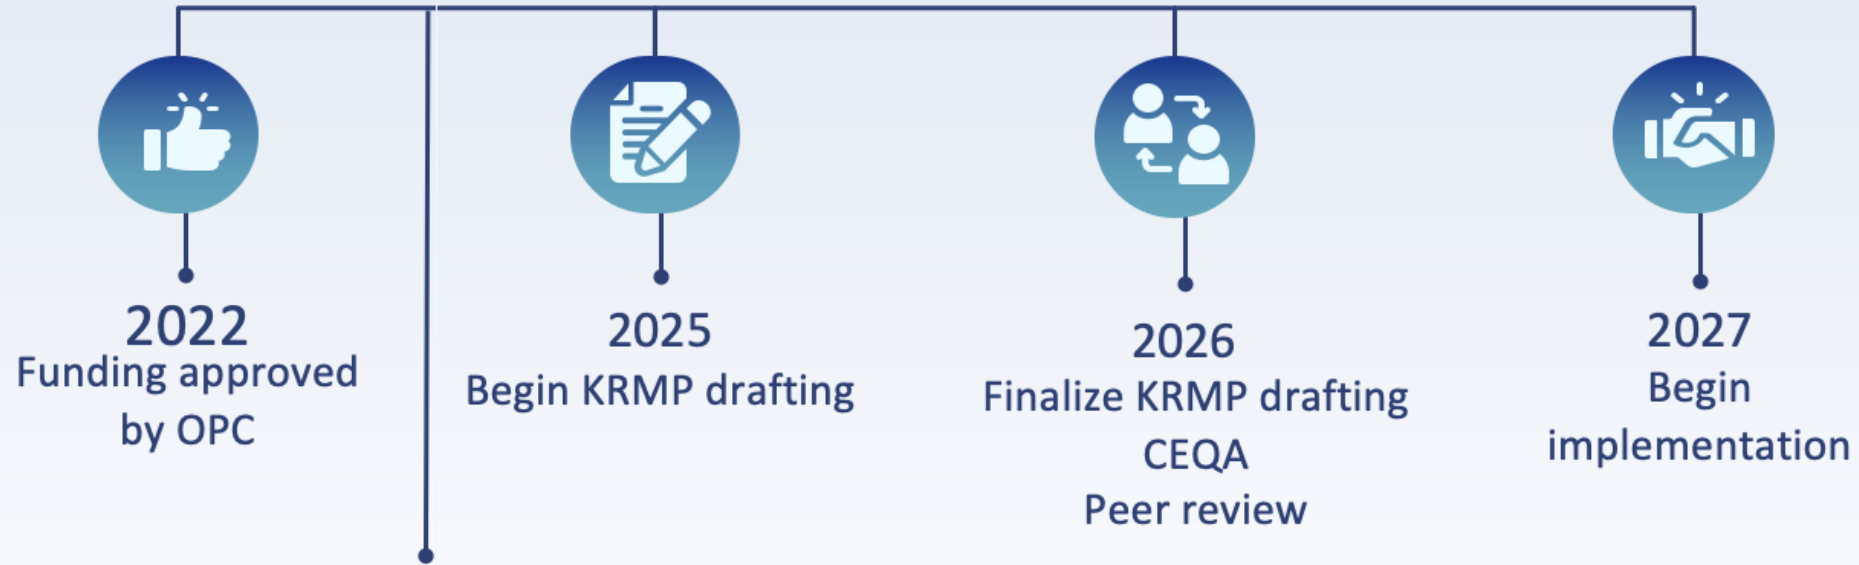 2022
Funding approved
by OPC
2025
Begin KRMP drafting
2026
Finalize KRMP drafting
CEQA
Peer review
2027
Begin
implementation